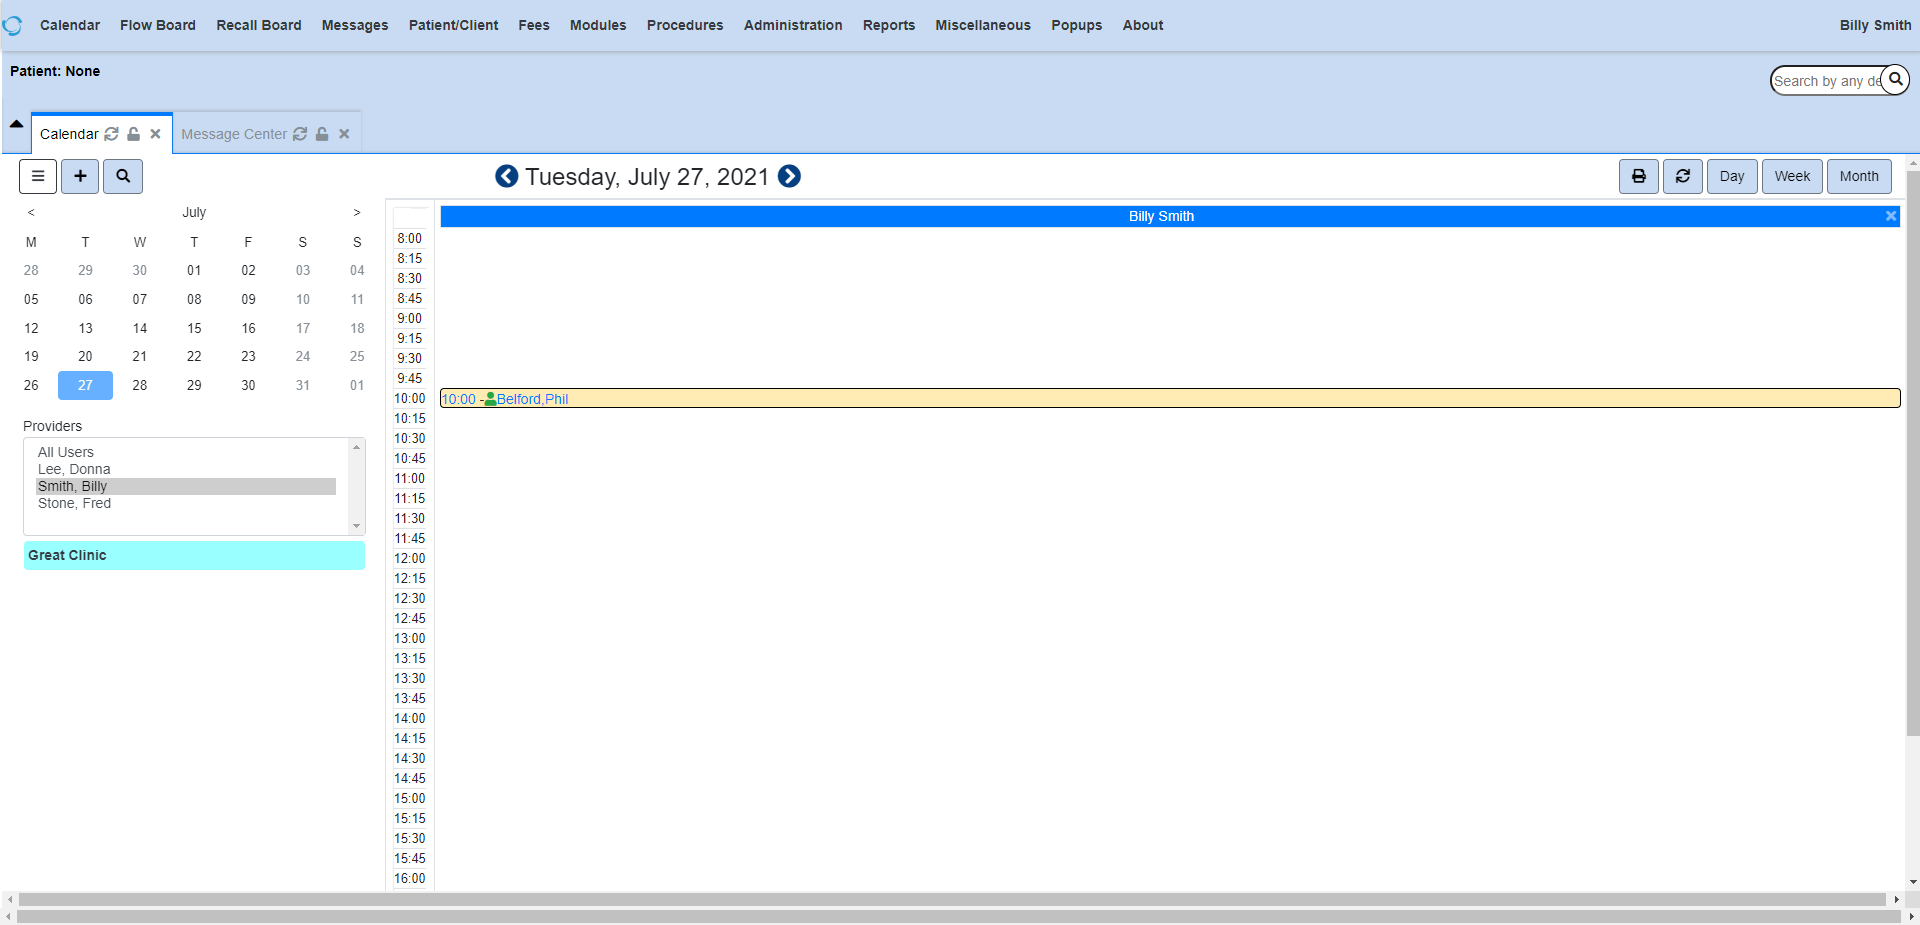 Calendar Flow Board Recall Board Messages Patient/Client Fees Modules Procedures Administration Reports Miscellaneous Popups About Billy Smith
Patient: None
Search by any de
Calendar Message Center
Tuesday, July 27, 2021 Day Week Month
< July >
M T W T F S S
28 29 30 01 02 03 04
05 06 07 08 09 10 11
12 13 14 15 16 17 18
19 20 21 22 23 24 25
26 27 28 29 30 31 01
Providers
All Users
Lee, Donna
Smith, Billy
Stone, Fred
Great Clinic
Billy Smith
8:00
8:15
8:30
8:45
9:00
9:15
9:30
9:45
10:00 10:00 -Belford,Phil
10:15
10:30
10:45
11:00
11:15
11:30
11:45
12:00
12:15
12:30
12:45
13:00
13:15
13:30
13:45
14:00
14:15
14:30
14:45
15:00
15:15
15:30
15:45
16:00